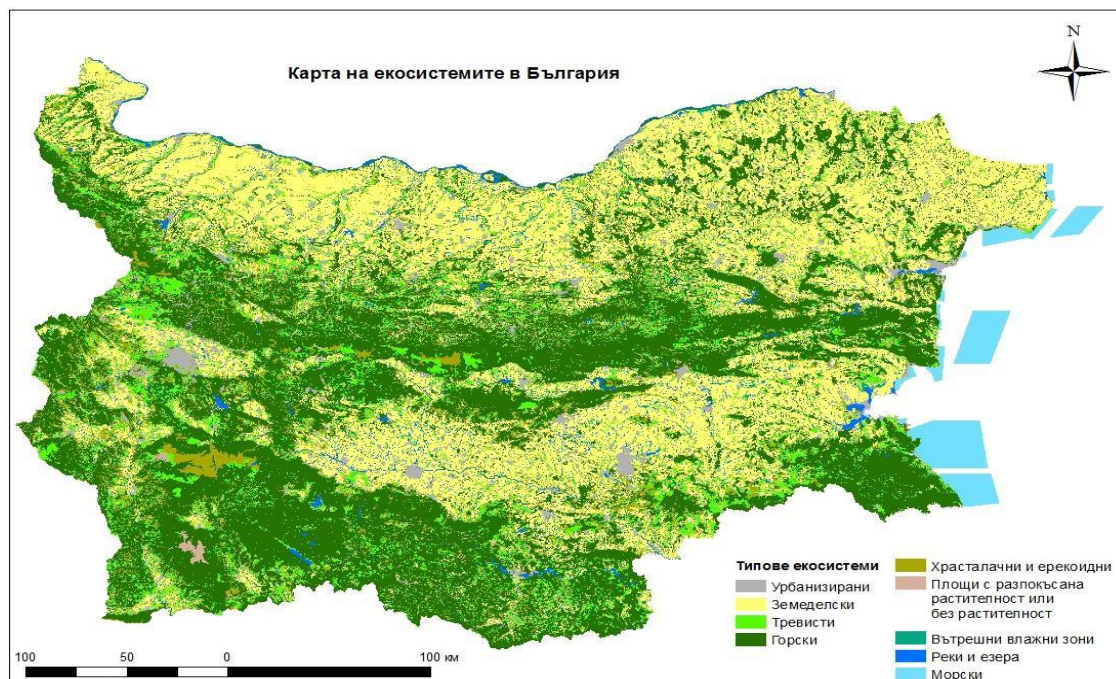 Карта на екосистемите в България
N
Типове екосистеми
Урбанизирани
Земеделски
Тревисти
Горски
Храсталачни и ерекоидни
Площи с разпокъсана
растителност или
без растителност
Вътрешни влажни зони
Реки и езера
Морски
100 50 0 100 км